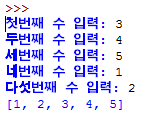 >>>
첫번째 수 입력: 3
두번째 수 입력: 4
세번째 수 입력: 5
네번째 수 입력: 1
다섯번째 수 입력: 2
[1, 2, 3, 4, 5]